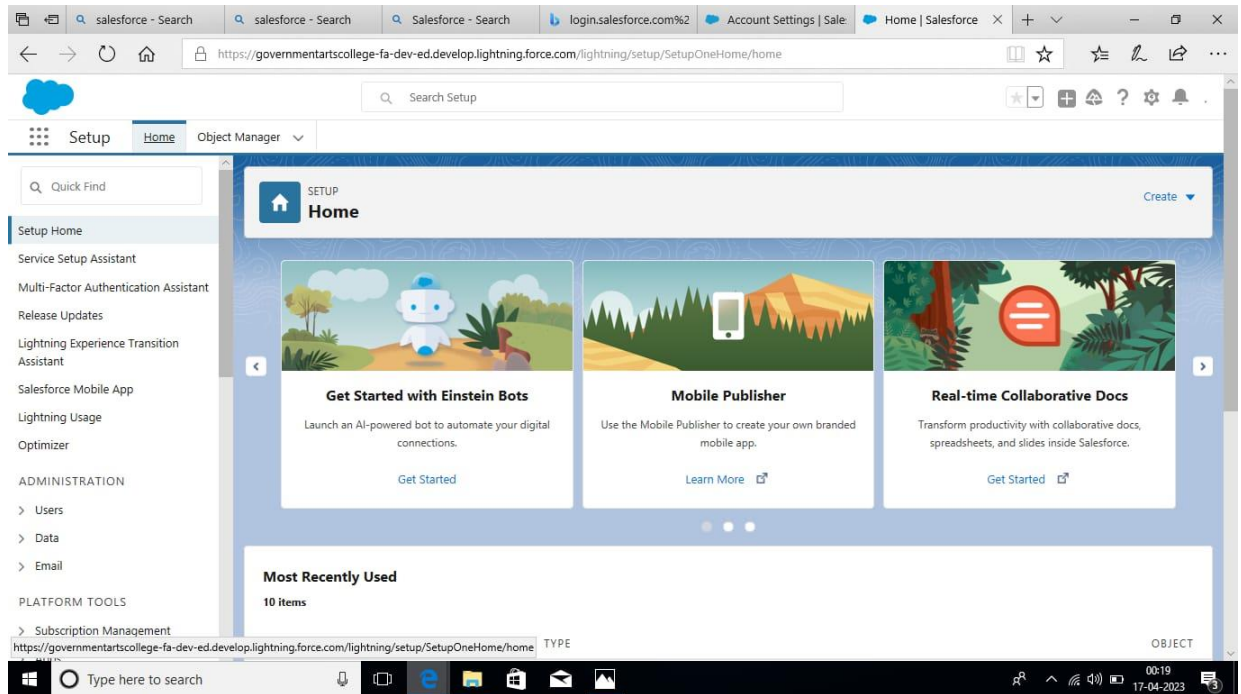 salesforce - Search
salesforce - Search
Salesforce - Search
login.salesforce.com%2
Account Settings | Sale
Home | Salesforce
https://governmentartscollege-fa-dev-ed.develop.lightning.force.com/lightning/setup/SetupOneHome/home
Search Setup
Setup
Home
Object Manager
Quick Find
Setup Home
Service Setup Assistant
Multi-Factor Authentication Assistant
Release Updates
Lightning Experience Transition
Assistant
Salesforce Mobile App
Lightning Usage
Optimizer
ADMINISTRATION
Users
Data
Email
PLATFORM TOOLS
Subscription Management
SETUP
Home
Create
Get Started with Einstein Bots
Launch an AI-powered bot to automate your digital
connections.
Get Started
Mobile Publisher
Use the Mobile Publisher to create your own branded
mobile app.
Learn More
Real-time Collaborative Docs
Transform productivity with collaborative docs,
spreadsheets, and slides inside Salesforce.
Get Started
Most Recently Used
10 items
TYPE
OBJECT
https://governmentartscollege-fa-dev-ed.develop.lightning.force.com/lightning/setup/SetupOneHome/home
Type here to search
00:19
17-04-2023
3